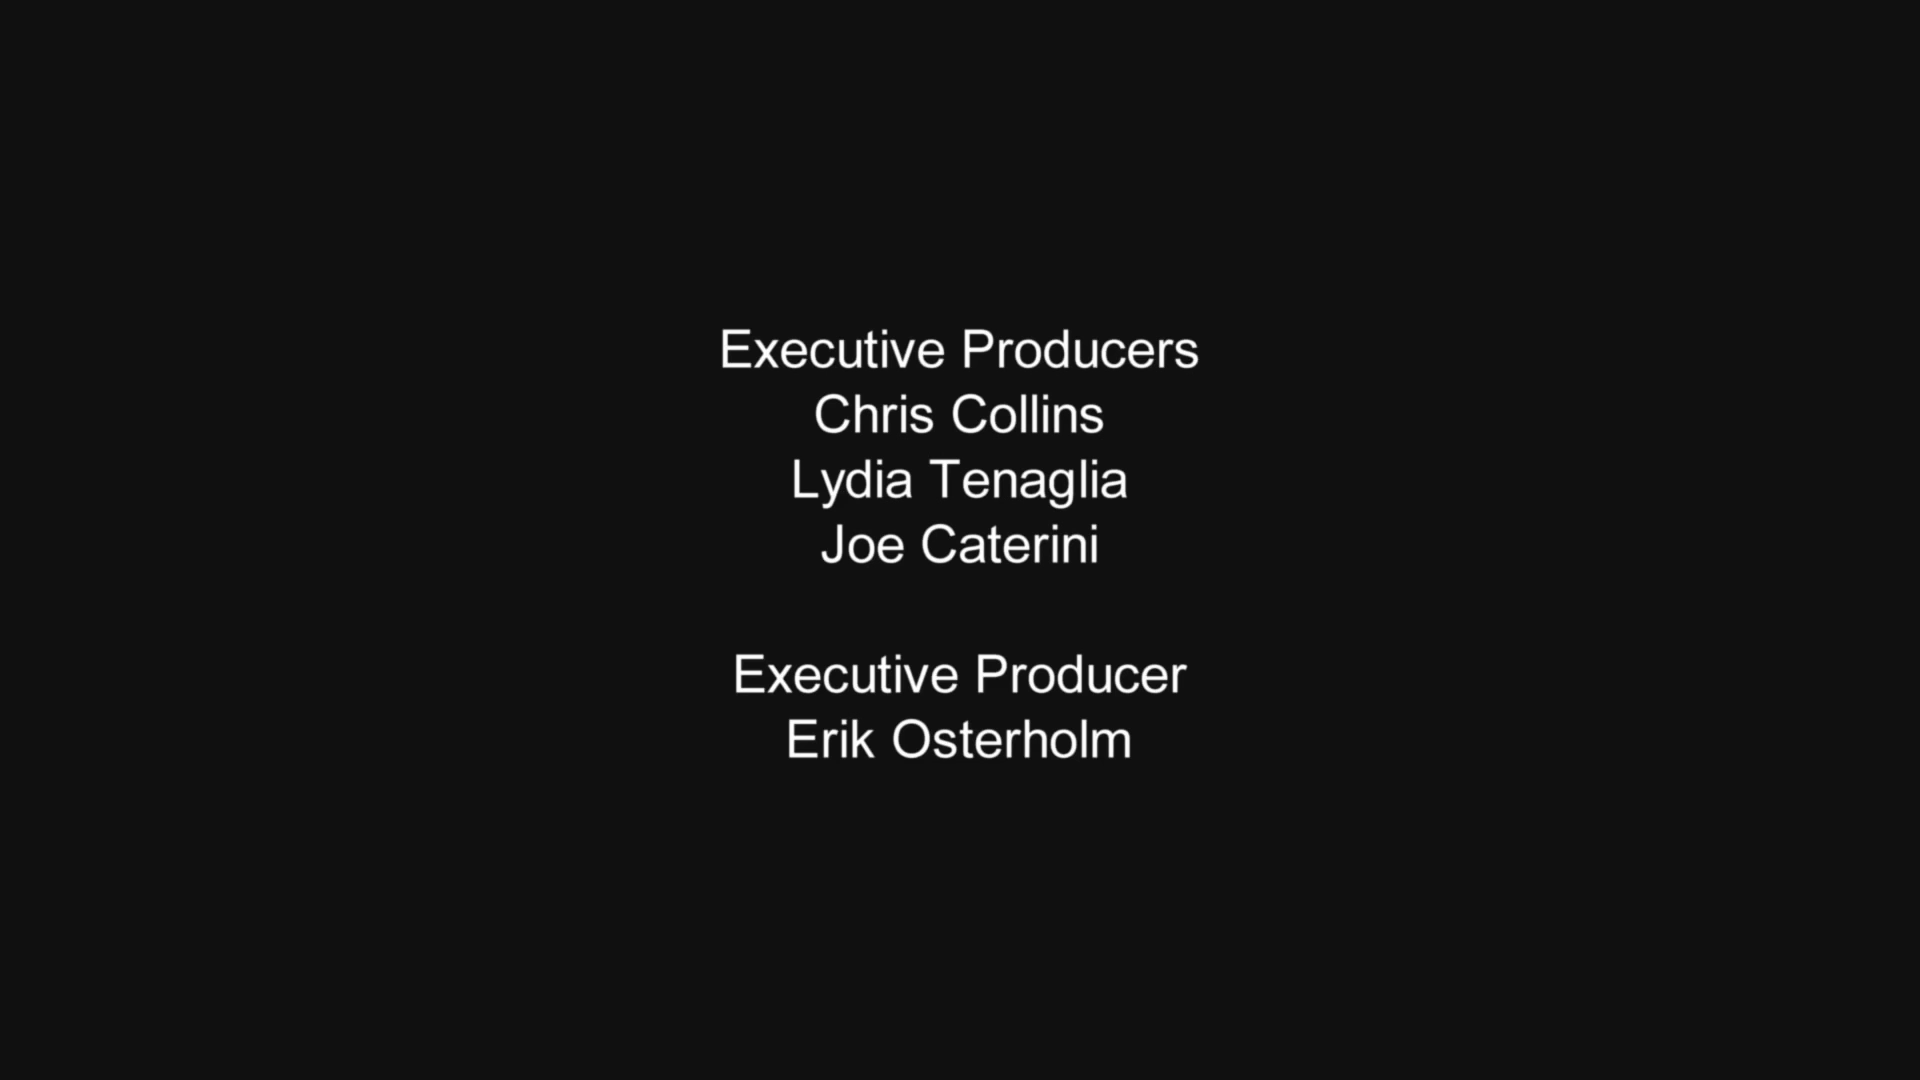 Executive Producers
Chris Collins
Lydia Tenaglia
Joe Caterini
Executive Producer
Erik Osterholm